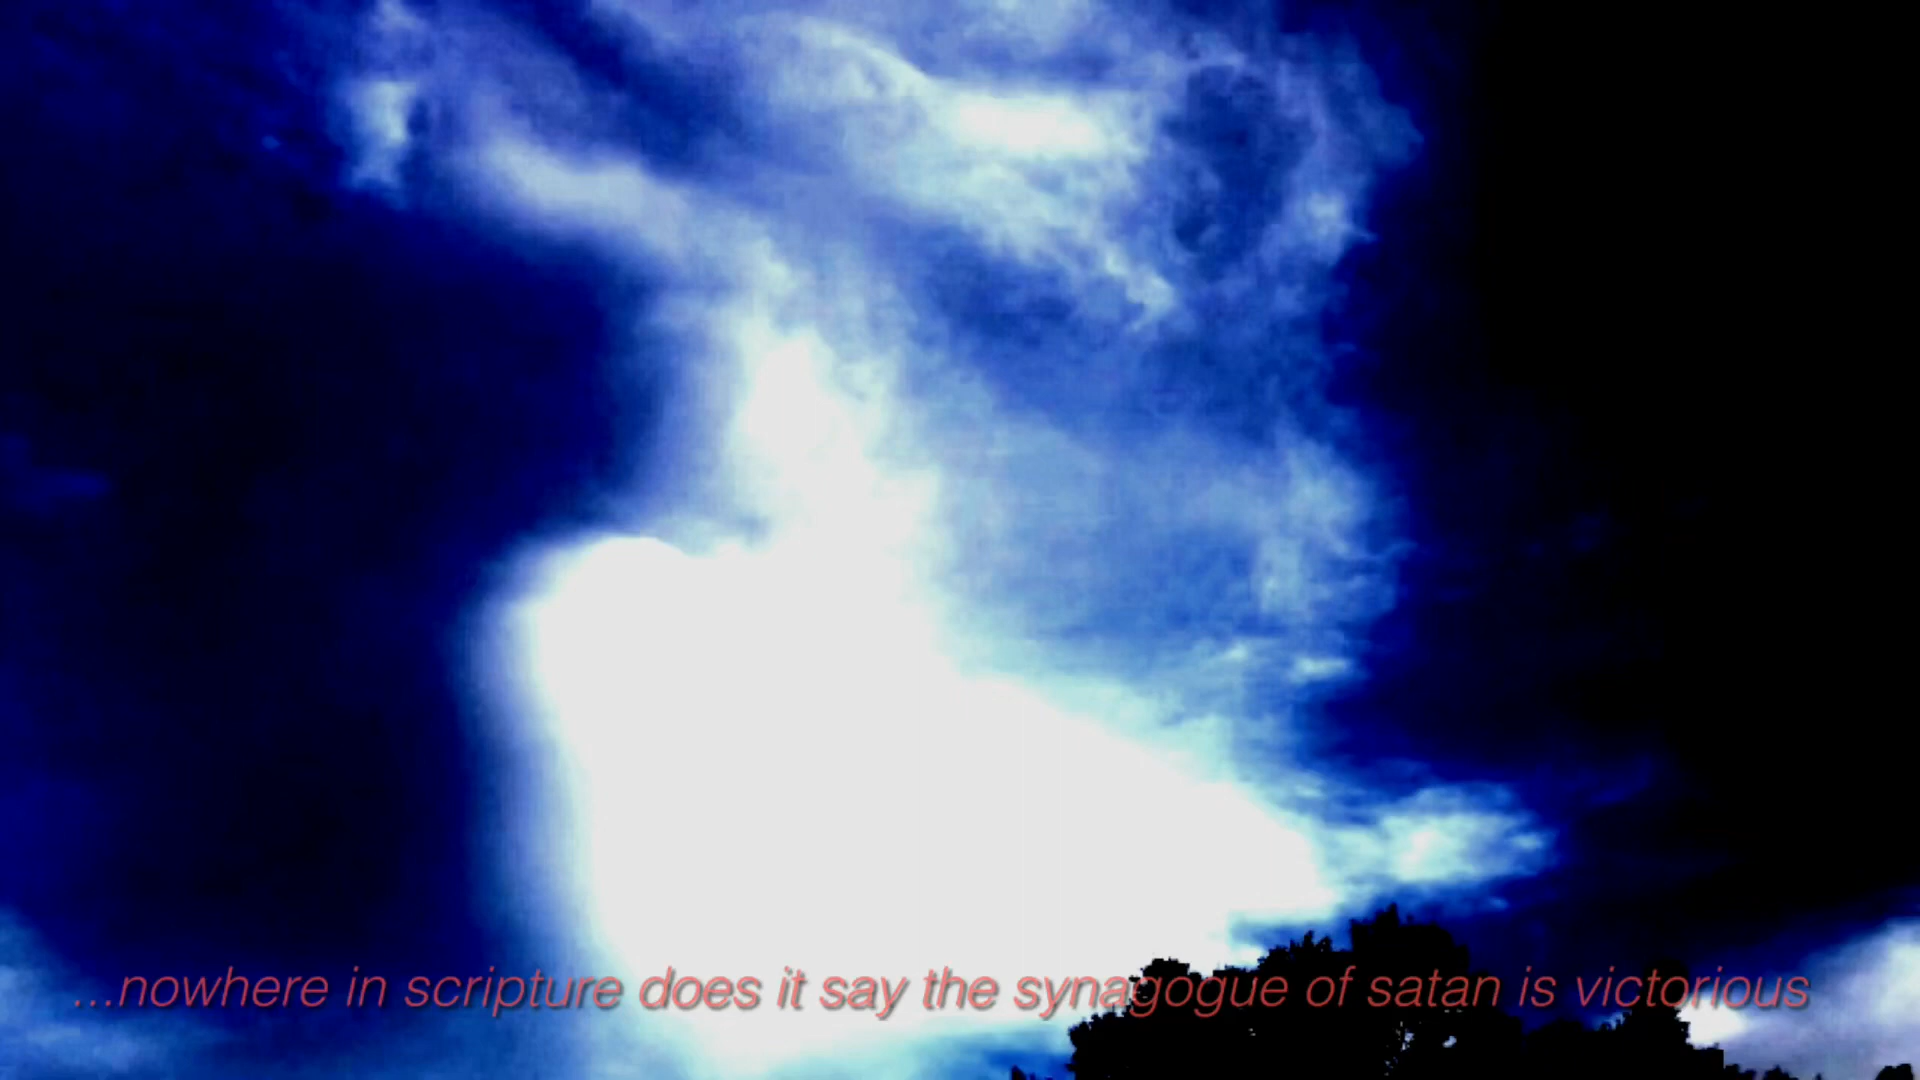 ...nowhere in scripture does it say the synagogue of satan is victorious